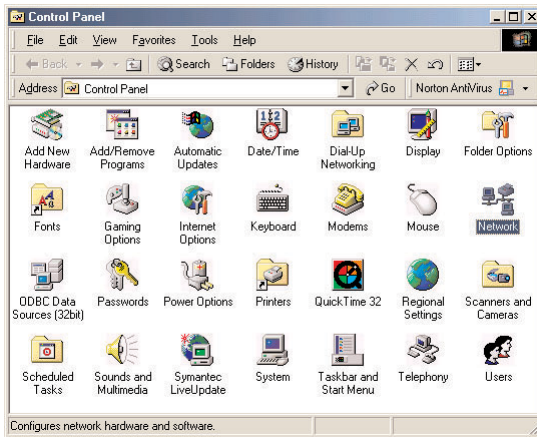 Control Panel
File Edit View Favorites Tools Help
Back Search Folders History
Address Control Panel Go Norton AntiVirus
Add New Hardware
Add/Remove Programs
Automatic Updates
Date/Time
Dial-Up Networking
Display
Folder Options
Fonts
Gaming Options
Internet Options
Keyboard
Modems
Mouse
Network
ODBC Data Sources (32bit)
Passwords
Power Options
Printers
QuickTime 32
Regional Settings
Scanners and Cameras
Scheduled Tasks
Sounds and Multimedia
Symantec LiveUpdate
System
Taskbar and Start Menu
Telephony
Users
Configures network hardware and software.